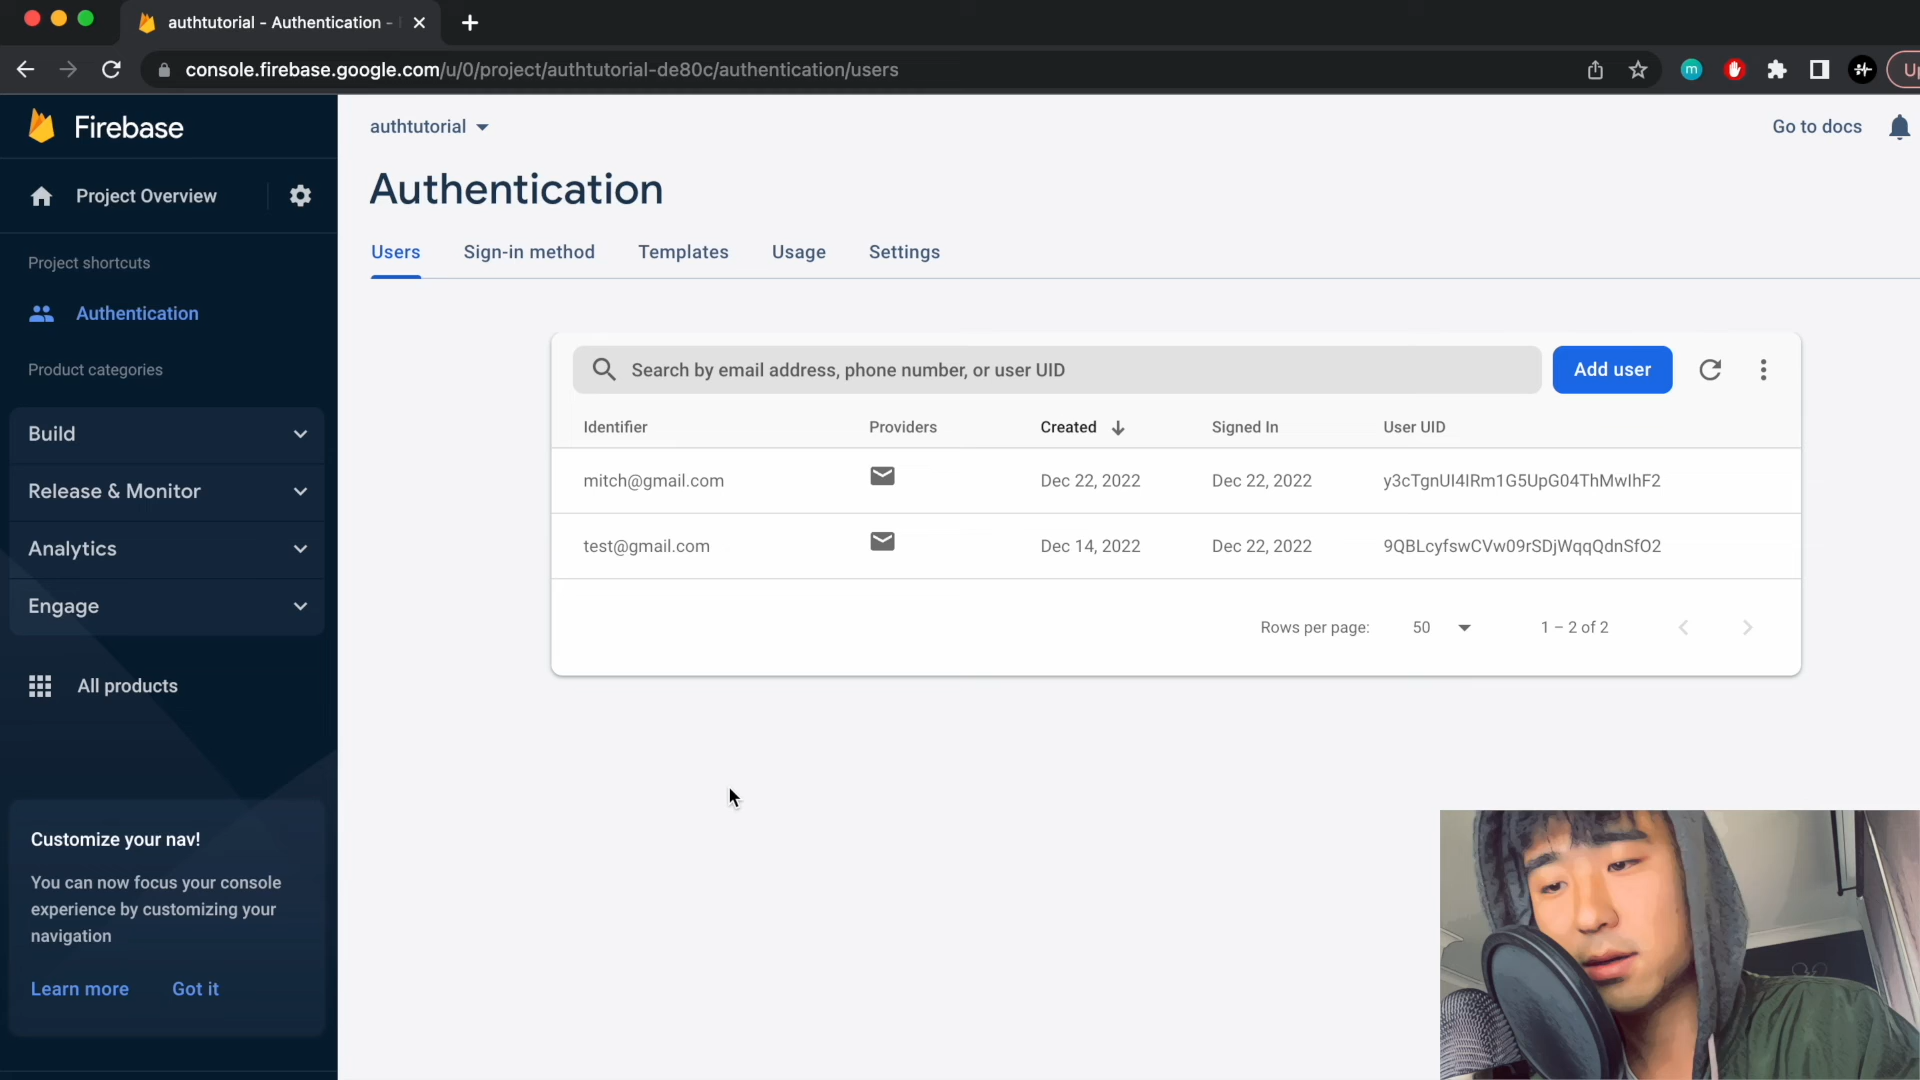 authtutorial - Authentication -
console.firebase.google.com/u/0/project/authtutorial-de80c/authentication/users
m
Up
Firebase
authtutorial
Go to docs
Project Overview
Authentication
Users Sign-in method Templates Usage Settings
Project shortcuts
Authentication
Product categories
Build
Release & Monitor
Analytics
Engage
All products
Customize your nav!
You can now focus your console
experience by customizing your
navigation
Learn more Got it
Search by email address, phone number, or user UID
Add user
Identifier Providers Created Signed In User UID
mitch@gmail.com Dec 22, 2022 Dec 22, 2022 y3cTgnUI4IRm1G5UpG04ThMwIhF2
test@gmail.com Dec 14, 2022 Dec 22, 2022 9QBLcyfswCVw09rSDjWqqQdnSfO2
Rows per page: 50 1 – 2 of 2